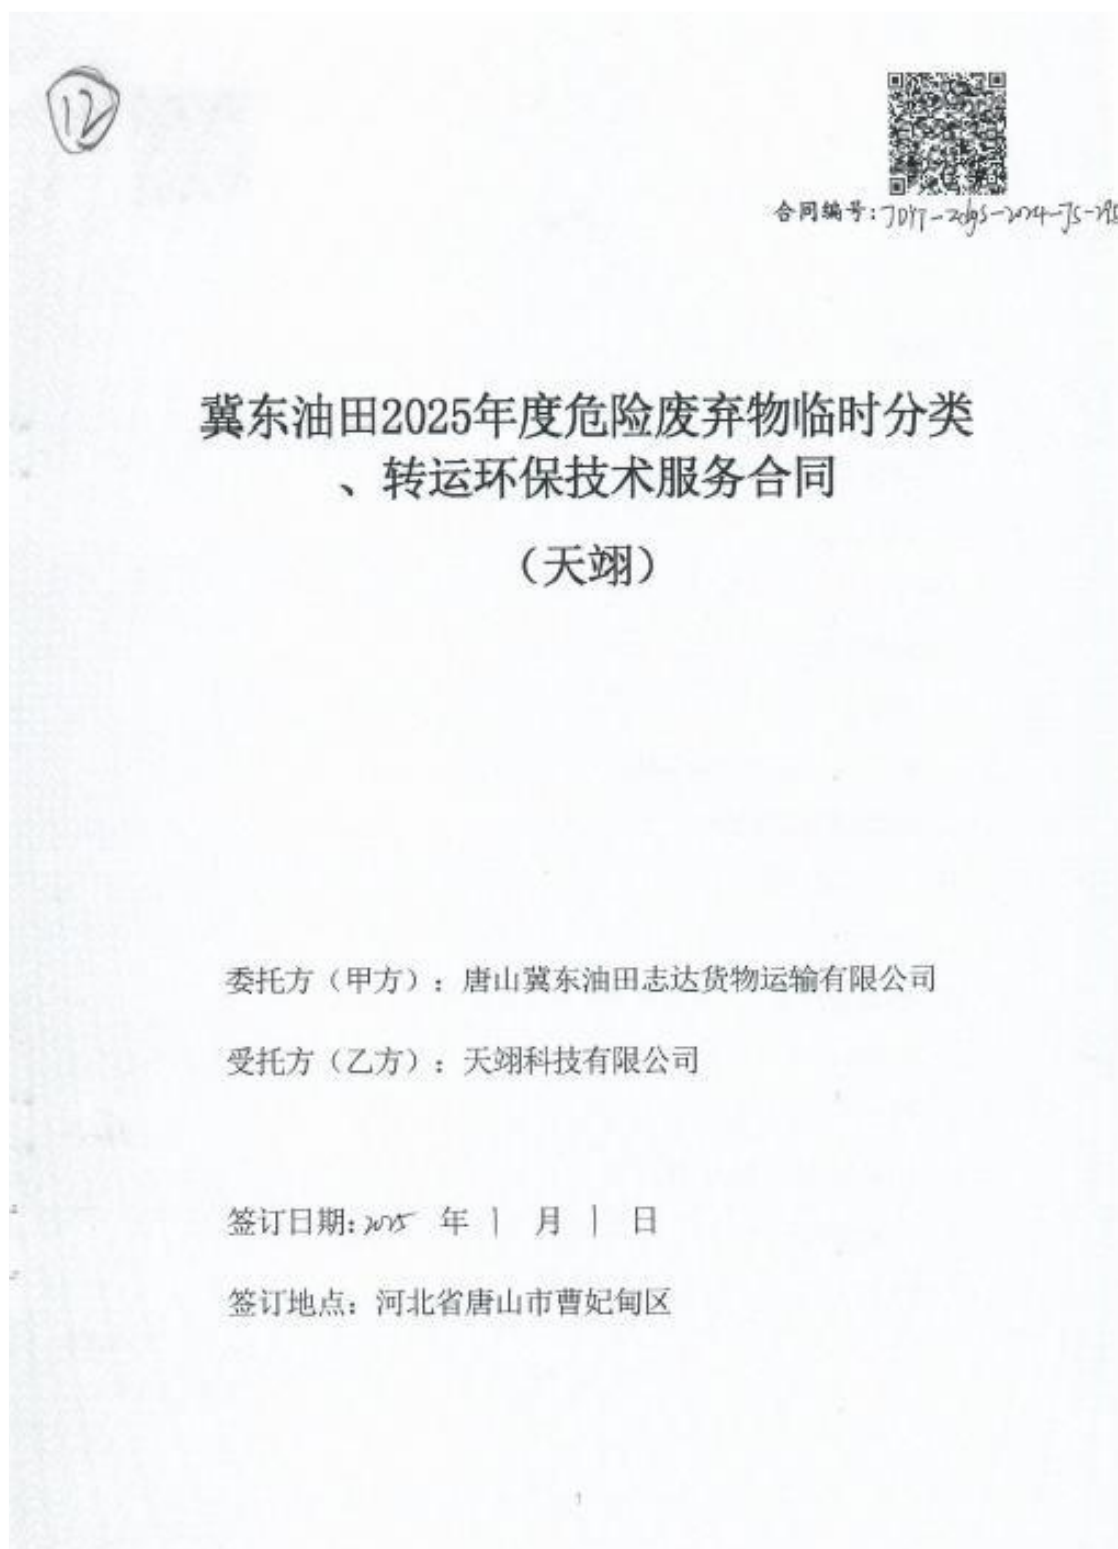 12
合同编号: JDYT-zdgs-2024-JS-
冀东油田2025年度危险废弃物临时分类
、转运环保技术服务合同
（天翊）
委托方（甲方）：唐山冀东油田志达货物运输有限公司
受托方（乙方）：天翊科技有限公司
签订日期: 2025 年 1 月 1 日
签订地点：河北省唐山市曹妃甸区
1